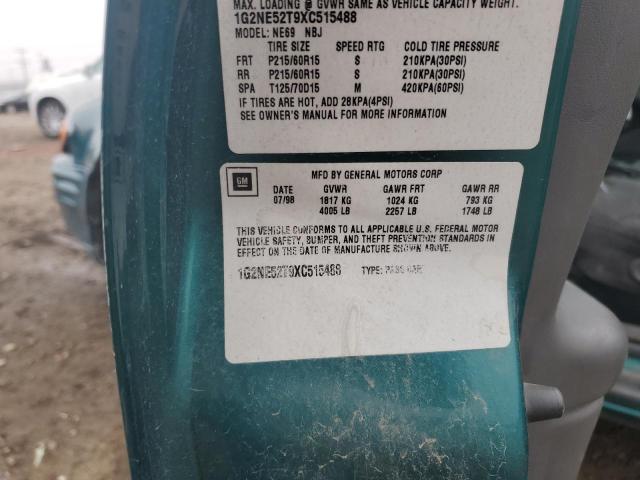 MAX. LOADING @ GVWR SAME AS VEHICLE CAPACITY WEIGHT.
1G2NE52T9XC515488
MODEL: NE69 NBJ
TIRE SIZE SPEED RTG COLD TIRE PRESSURE
FRT P215/60R15 S 210KPA(30PSI)
RR P215/60R15 S 210KPA(30PSI)
SPA T125/70D15 M 420KPA(60PSI)
IF TIRES ARE HOT, ADD 28KPA(4PSI)
SEE OWNER'S MANUAL FOR MORE INFORMATION
GM
MFD BY GENERAL MOTORS CORP
DATE GVWR GAWR FRT GAWR RR
07/98 1817 KG 1024 KG 793 KG
4005 LB 2257 LB 1748 LB
THIS VEHICLE CONFORMS TO ALL APPLICABLE U.S. FEDERAL MOTOR
VEHICLE SAFETY, BUMPER, AND THEFT PREVENTION STANDARDS IN
EFFECT ON THE DATE OF MANUFACTURE SHOWN ABOVE.
1G2NE52T9XC515488 TYPE: PASS CAR